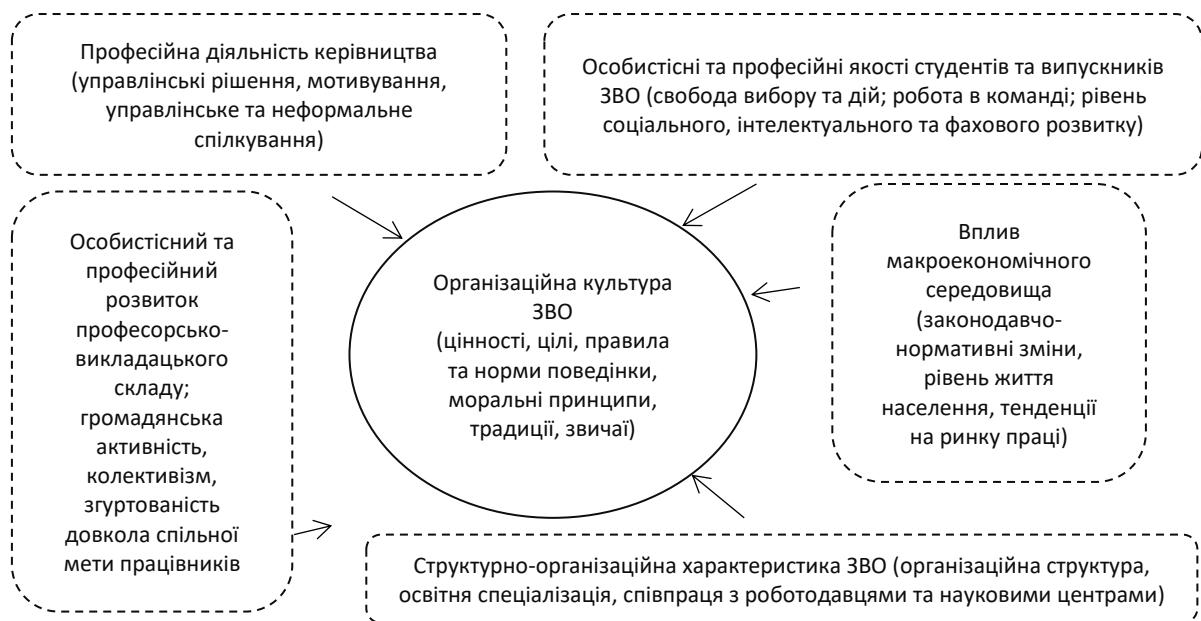 Професійна діяльність керівництва
(управлінські рішення, мотивування,
управлінське та неформальне
спілкування)
Особистісні та професійні якості студентів та випускників
ЗВО (свобода вибору та дій; робота в команді; рівень
соціального, інтелектуального та фахового розвитку)
Особистісний та
професійний
розвиток
професорсько-
викладацького
складу;
громадянська
активність,
колективізм,
згуртованість
довкола спільної
мети працівників
Організаційна культура
ЗВО
(цінності, цілі, правила
та норми поведінки,
моральні принципи,
традиції, звичаї)
Вплив
макроекономічного
середовища
(законодавчо-
нормативні зміни,
рівень життя
населення, тенденції
на ринку праці)
Структурно-організаційна характеристика ЗВО (організаційна структура,
освітня спеціалізація, співпраця з роботодавцями та науковими центрами)